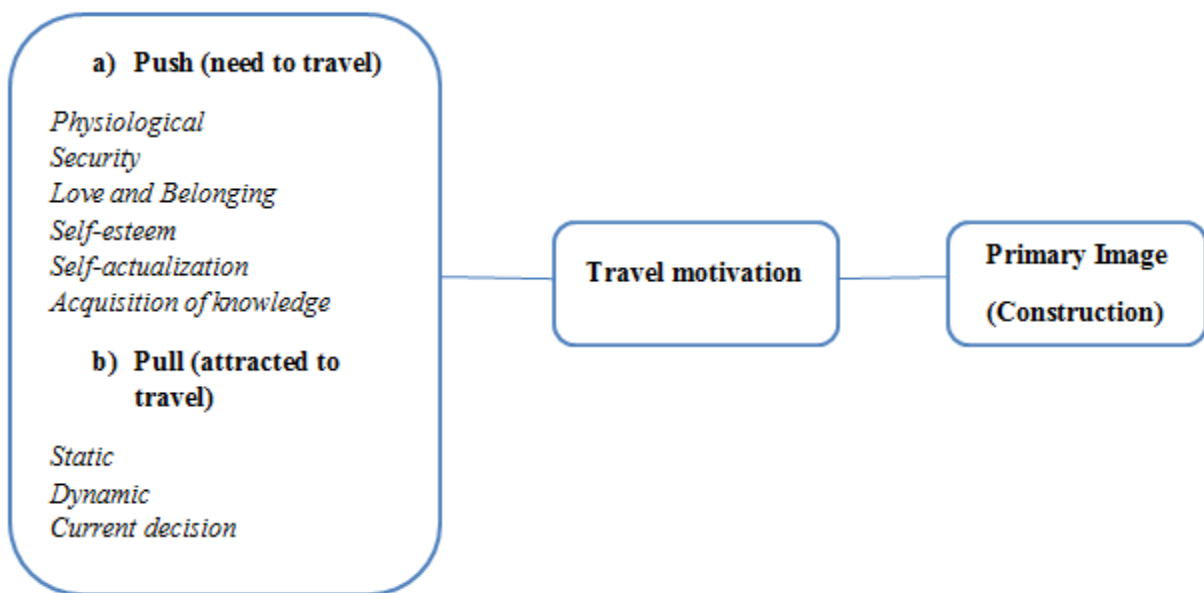 a) Push (need to travel)
Physiological
Security
Love and Belonging
Self-esteem
Self-actualization
Acquisition of knowledge
b) Pull (attracted to
travel)
Static
Dynamic
Current decision
Travel motivation
Primary Image
(Construction)